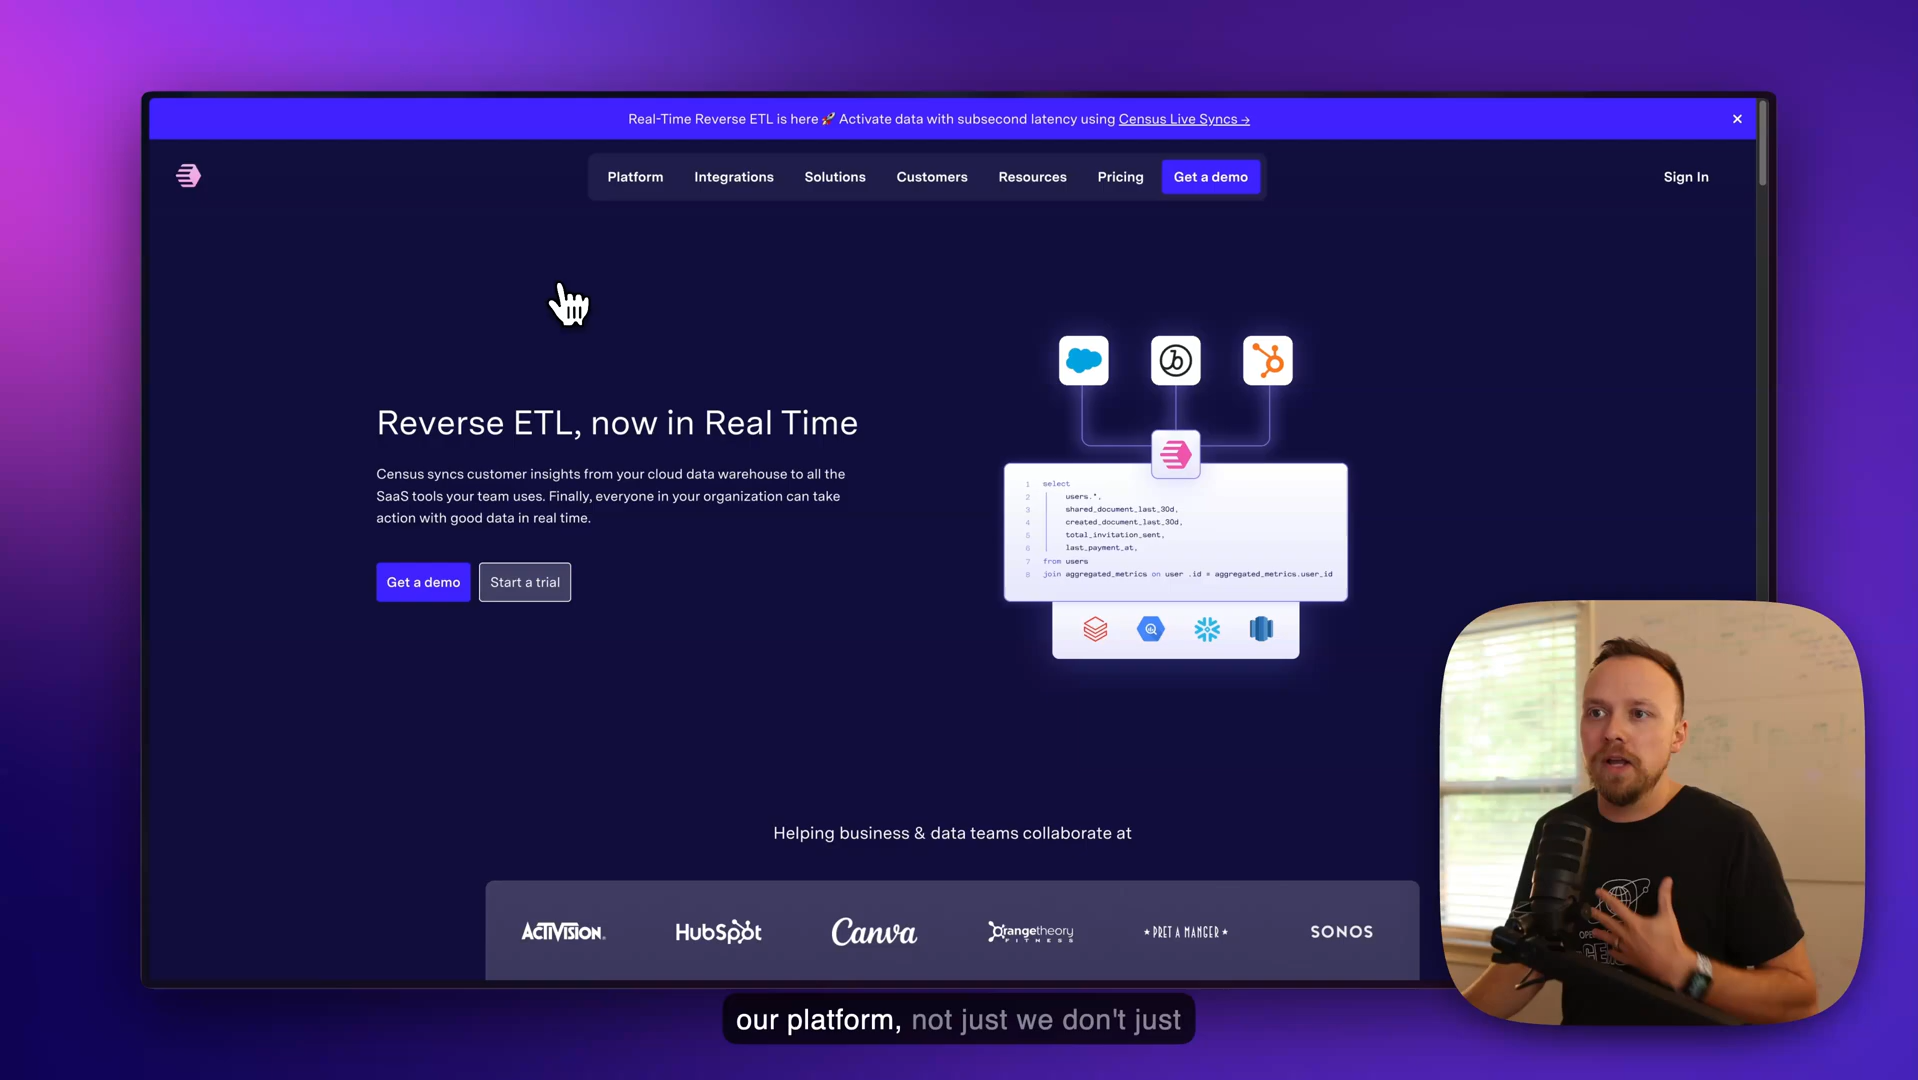 Real-Time Reverse ETL is here 🚀 Activate data with subsecond latency using Census Live Syncs →
Platform
Integrations
Solutions
Customers
Resources
Pricing
Get a demo
Sign In
Reverse ETL, now in Real Time
Census syncs customer insights from your cloud data warehouse to all the
SaaS tools your team uses. Finally, everyone in your organization can take
action with good data in real time.
Get a demo
Start a trial
1 select
2 users.*,
3 shared_document_last_30d,
4 created_document_last_30d,
5 total_invitation_sent,
6 last_payment_at,
7 from users
8 join aggregated_metrics on user .id = aggregated_metrics.user_id
Helping business & data teams collaborate at
ACTIVISION
HubSpot
Canva
Orangetheory
FITNESS
PRET A MANGER
SONOS
our platform, not just we don't just